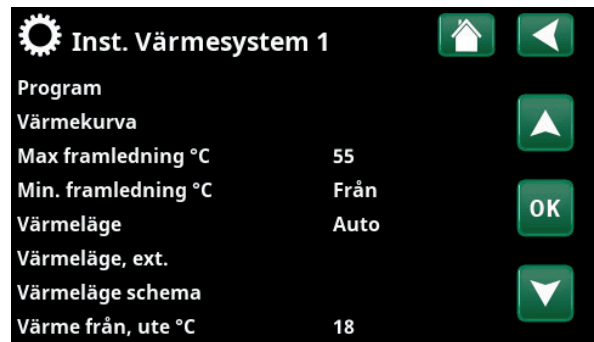 Inst. Värmesystem 1
Program
Värmekurva
Max framledning °C 55
Min. framledning °C Från
Värmeläge Auto
OK
Värmeläge, ext.
Värmeläge schema
Värme från, ute °C 18